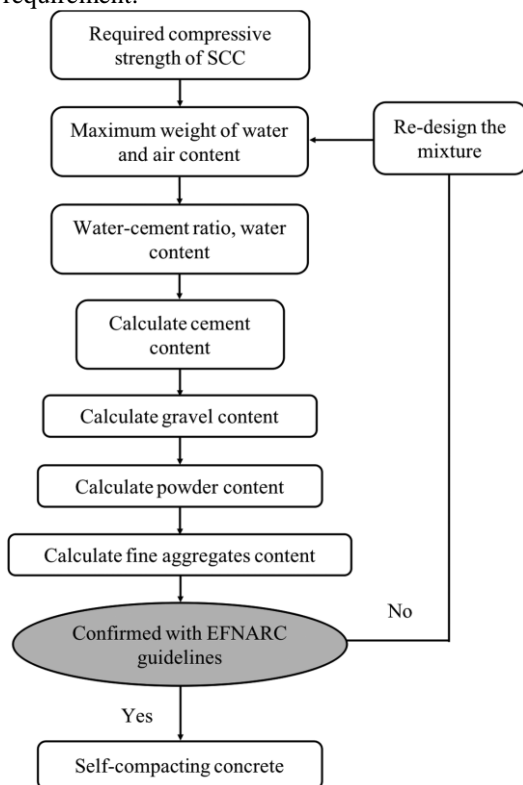 requirement.
Required compressive
strength of SCC
Maximum weight of water
and air content
Re-design the
mixture
Water-cement ratio, water
content
Calculate cement
content
Calculate gravel content
Calculate powder content
Calculate fine aggregates content
Confirmed with EFNARC
guidelines
No
Yes
Self-compacting concrete